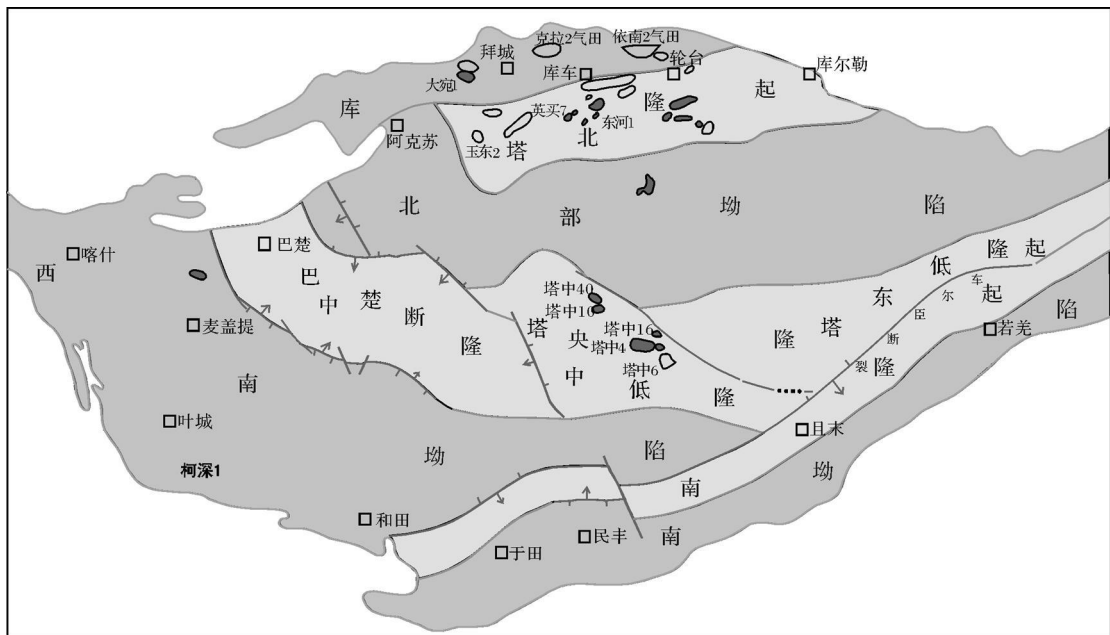 克拉2气田
依南2气田
拜城
大宛1
库车
轮台
库尔勒
库
阿克苏
英买7
东河1
玉东2
塔
北
隆
起
北
部
坳
陷
西
喀什
巴楚
麦盖提
南
叶城
柯深1
坳
陷
巴
中
楚
断
隆
塔中40
塔中10
塔中16
塔中4
塔中6
塔
央
中
低
隆
隆
塔
东
低
隆
起
车
尔
臣
断
裂
起
隆
若羌
陷
且末
南
坳
南
和田
于田
民丰